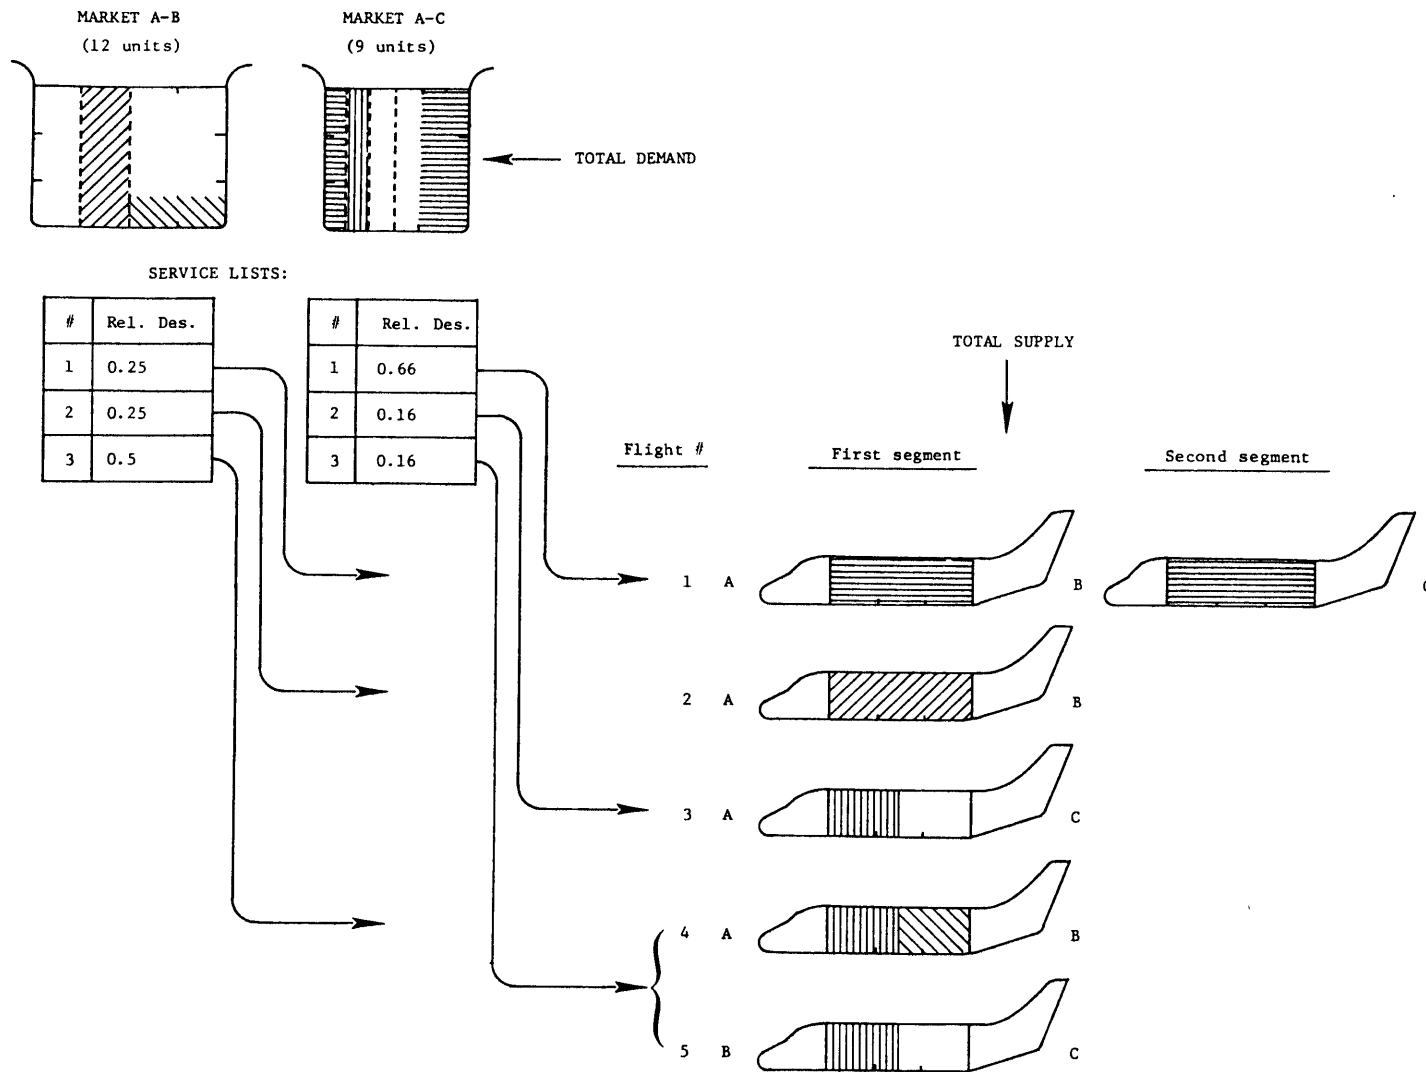 MARKET A-B
(12 units)
MARKET A-C
(9 units)
TOTAL DEMAND
SERVICE LISTS:
# Rel. Des.
1 0.25
2 0.25
3 0.5
# Rel. Des.
1 0.66
2 0.16
3 0.16
TOTAL SUPPLY
Flight # First segment Second segment
1 A B
2 A B
3 A C
4 A B
5 B C